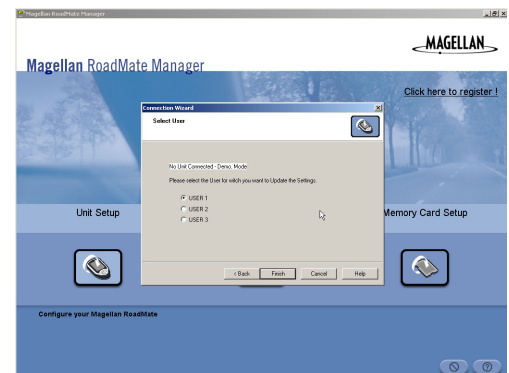 Magellan RoadMate Manager
MAGELLAN
Magellan RoadMate Manager
Click here to register !
Connection Wizard
Select User
No Unit Connected - Demo. Mode
Please select the User for witch you want to Update the Settings.
USER 1
USER 2
USER 3
Unit Setup
Memory Card Setup
< Back
Finish
Cancel
Help
Configure your Magellan RoadMate